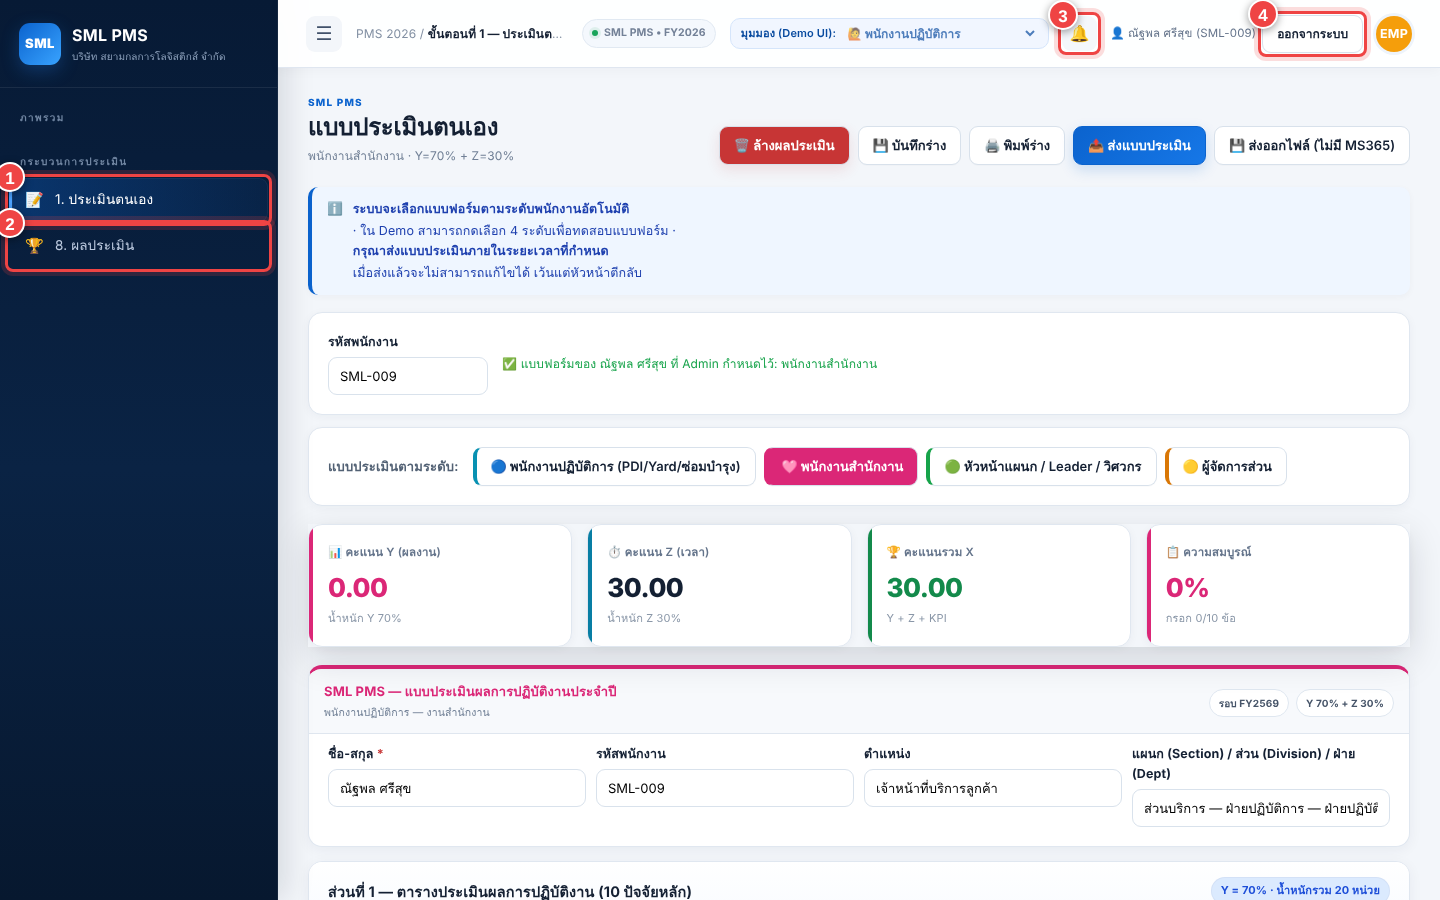 SML
SML PMS
บริษัท สยามกลการโลจิสติกส์ จำกัด
ภาพรวม
กระบวนการประเมิน
1
📝 1. ประเมินตนเอง
2
🏆 8. ผลประเมิน
☰
PMS 2026 / ขั้นตอนที่ 1 — ประเมินต...
SML PMS • FY2026
มุมมอง (Demo UI):
🙋 พนักงานปฏิบัติการ
3
🔔
👤 ณัฐพล ศรีสุข (SML-009)
4
ออกจากระบบ
EMP
SML PMS
แบบประเมินตนเอง
พนักงานสำนักงาน · Y=70% + Z=30%
🗑️ ล้างผลประเมิน
💾 บันทึกร่าง
🖨️ พิมพ์ร่าง
📤 ส่งแบบประเมิน
💾 ส่งออกไฟล์ (ไม่มี MS365)
ℹ️ ระบบจะเลือกแบบฟอร์มตามระดับพนักงานอัตโนมัติ
· ใน Demo สามารถกดเลือก 4 ระดับเพื่อทดสอบแบบฟอร์ม ·
กรุณาส่งแบบประเมินภายในระยะเวลาที่กำหนด
เมื่อส่งแล้วจะไม่สามารถแก้ไขได้ เว้นแต่หัวหน้าตีกลับ
รหัสพนักงาน
SML-009
✅ แบบฟอร์มของ ณัฐพล ศรีสุข ที่ Admin กำหนดไว้: พนักงานสำนักงาน
แบบประเมินตามระดับ:
🔵 พนักงานปฏิบัติการ (PDI/Yard/ซ่อมบำรุง)
🩷 พนักงานสำนักงาน
🟢 หัวหน้าแผนก / Leader / วิศวกร
🟡 ผู้จัดการส่วน
📊 คะแนน Y (ผลงาน)
0.00
น้ำหนัก Y 70%
⏱️ คะแนน Z (เวลา)
30.00
น้ำหนัก Z 30%
🏆 คะแนนรวม X
30.00
Y + Z + KPI
📋 ความสมบูรณ์
0%
กรอก 0/10 ข้อ
SML PMS — แบบประเมินผลการปฏิบัติงานประจำปี
พนักงานปฏิบัติการ — งานสำนักงาน
รอบ FY2569
Y 70% + Z 30%
ชื่อ-สกุล *
ณัฐพล ศรีสุข
รหัสพนักงาน
SML-009
ตำแหน่ง
เจ้าหน้าที่บริการลูกค้า
แผนก (Section) / ส่วน (Division) / ฝ่าย
(Dept)
ส่วนบริการ — ฝ่ายปฏิบัติการ — ฝ่ายปฏิบัติ
ส่วนที่ 1 — ตารางประเมินผลการปฏิบัติงาน (10 ปัจจัยหลัก)
Y = 70% · น้ำหนักรวม 20 หน่วย